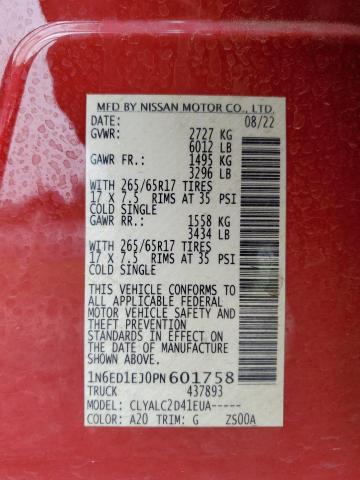 MFD BY NISSAN MOTOR CO., LTD.
DATE: 08/22
GVWR: 2727 KG
6012 LB
GAWR FR.: 1495 KG
3296 LB
WITH 265/65R17 TIRES
17 X 7.5 RIMS AT 35 PSI
COLD SINGLE
GAWR RR.: 1558 KG
3434 LB
WITH 265/65R17 TIRES
17 X 7.5 RIMS AT 35 PSI
COLD SINGLE
THIS VEHICLE CONFORMS TO
ALL APPLICABLE FEDERAL
MOTOR VEHICLE SAFETY AND
THEFT PREVENTION
STANDARDS IN EFFECT ON
THE DATE OF MANUFACTURE
SHOWN ABOVE.
1N6ED1EJ0PN601758
TRUCK 437893
MODEL: CLYALC2D41EUA-----
COLOR: A20 TRIM: G ZS00A